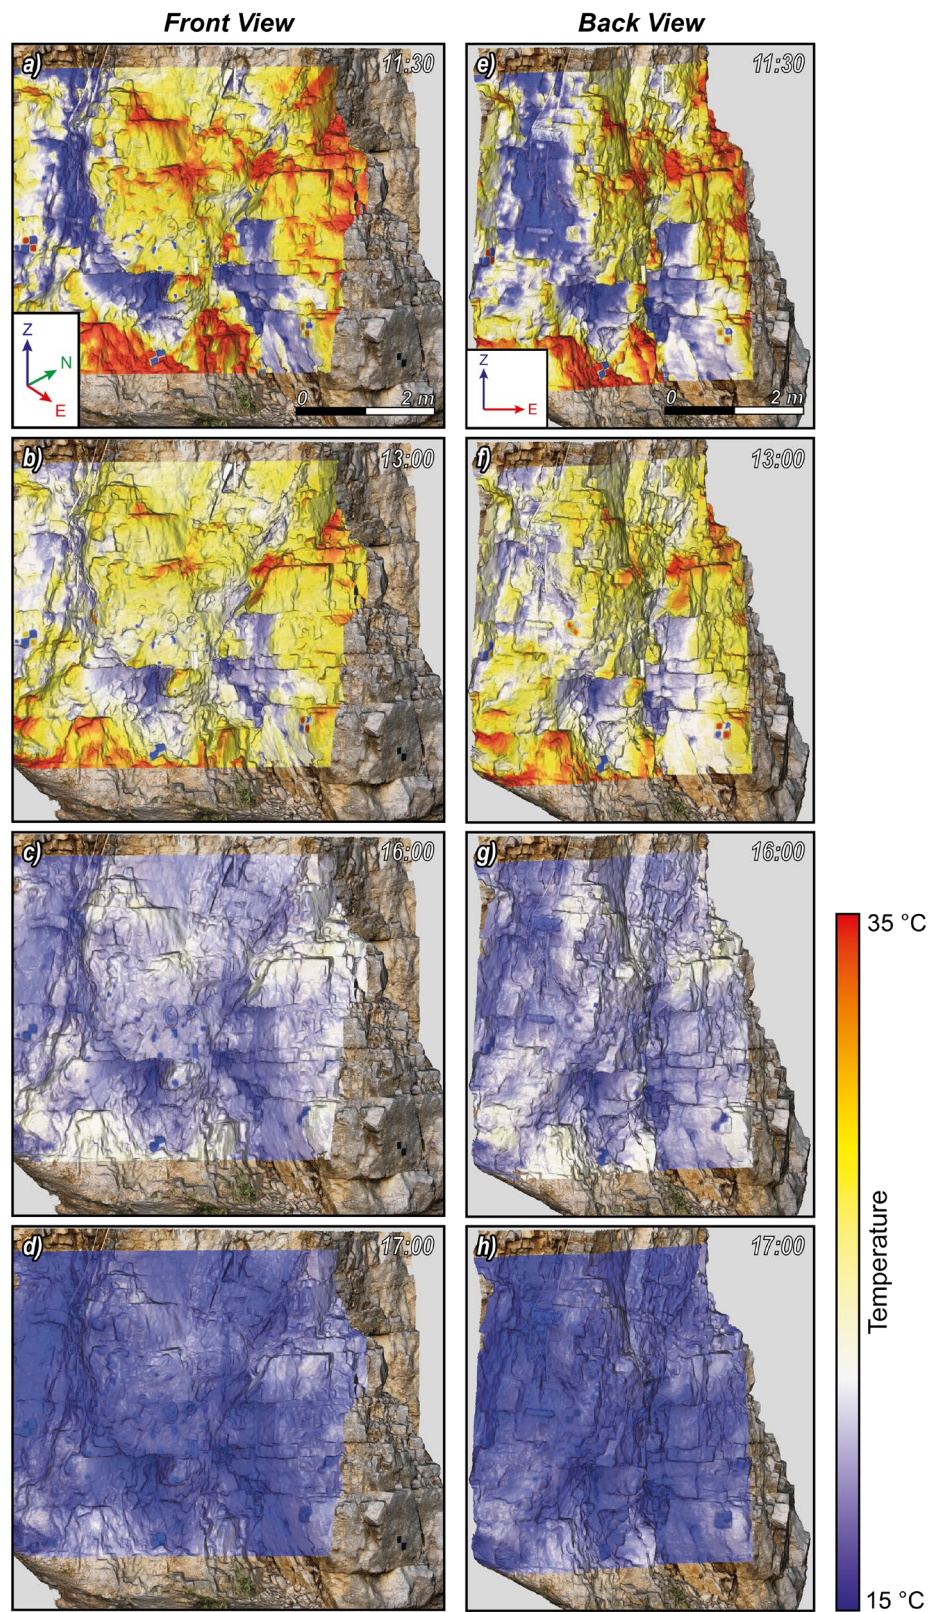 Front View
Back View
a)
11:30
e)
11:30
Z
N
E
0
2 m
Z
E
0
2 m
b)
13:00
f)
13:00
c)
16:00
g)
16:00
35 °C
Temperature
15 °C
d)
17:00
h)
17:00